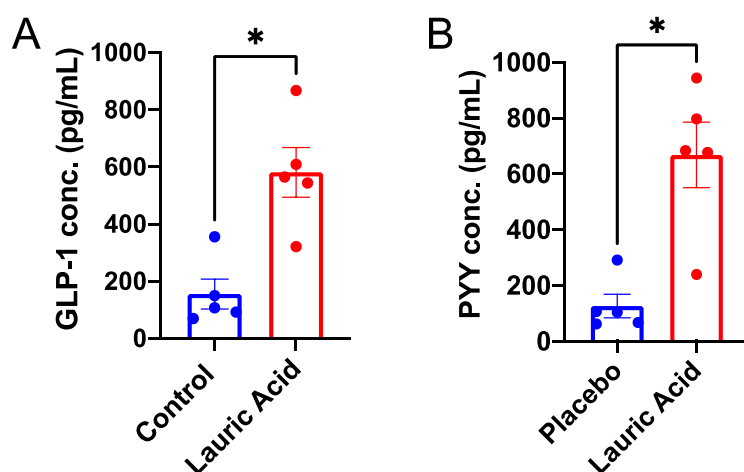 A
GLP-1 conc. (pg/mL)
1000
800
600
400
200
0
*
Control
Lauric Acid
B
PYY conc. (pg/mL)
1000
800
600
400
200
0
*
Placebo
Lauric Acid